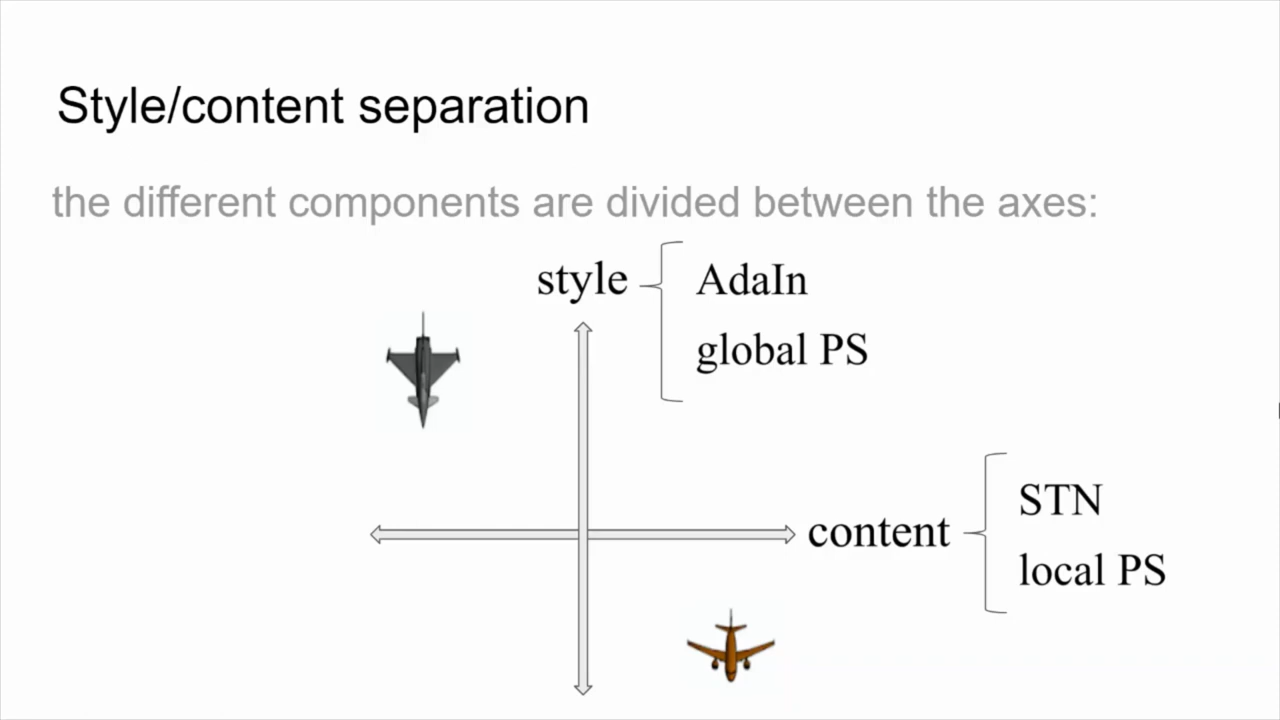 Style/content separation
the different components are divided between the axes:
style
AdaIn
global PS
content
STN
local PS